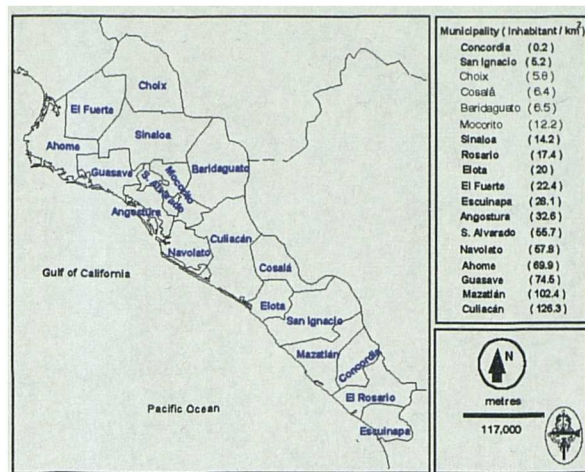 Choix
El Fuerte
Sinaloa
Ahome
Baridaguato
Guasave
Mocorito
S. Alvarado
Angostura
Culiacán
Navolato
Cosalá
Gulf of California
Elota
San Ignacio
Mazatlán
Concordia
El Rosario
Pacific Ocean
Escuinapa
Municipality ( Inhabitant / km²)
Concordia (0.2)
San Ignacio (5.2)
Choix (5.8)
Cosalá (6.4)
Baridaguato (6.5)
Mocorito (12.2)
Sinaloa (14.2)
Rosario (17.4)
Elota (20)
El Fuerte (22.4)
Escuinapa (28.1)
Angostura (32.6)
S. Alvarado (55.7)
Navolato (57.8)
Ahome (69.9)
Guasave (74.5)
Mazatlán (102.4)
Culiacán (126.3)
N
metres
117,000